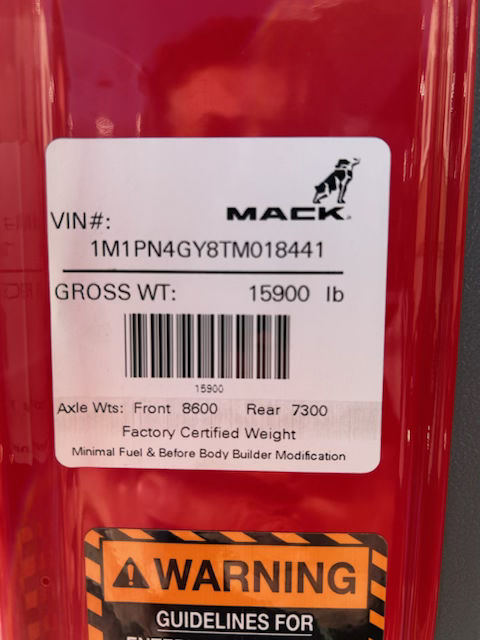 MACK
VIN#:
1M1PN4GY8TM018441
GROSS WT: 15900 lb
15900
Axle Wts: Front 8600 Rear 7300
Factory Certified Weight
Minimal Fuel & Before Body Builder Modification
WARNING
GUIDELINES FOR